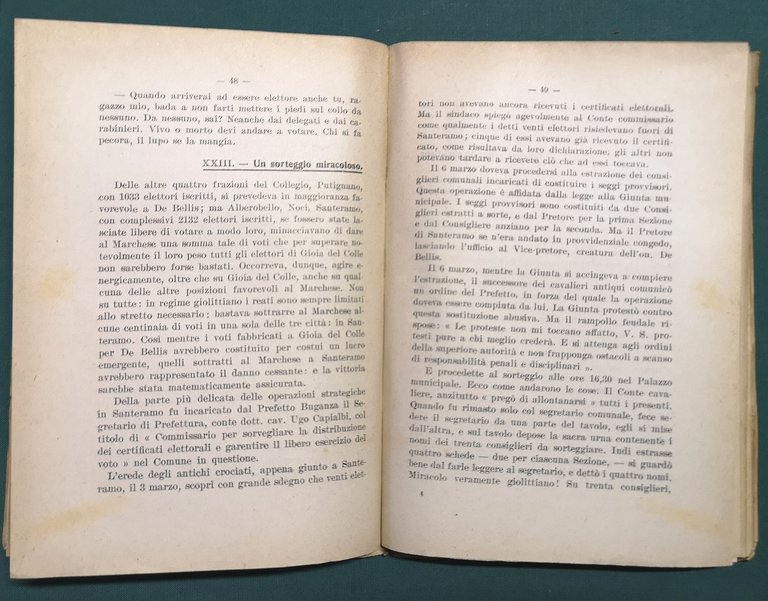 — 48 —
— Quando arriverai ad essere elettore anche tu, ra-
gazzo mio, bada a non farti mettere i piedi sul collo da
nessuno. Da nessuno, sai? Neanche dai delegati e dai ca-
rabinieri. Vivo o morto devi andare a votare. Chi si fa
pecora, il lupo se la mangia.
XXIII. — Un sorteggio miracoloso.
Delle altre quattro frazioni del Collegio, Putignano,
con 1033 elettori iscritti, si prevedeva in maggioranza fa-
vorevole a De Bellis; ma Alberobello, Noci, Santeramo,
con complessivi 2132 elettori iscritti, se fossero state la-
sciate libere di votare a modo loro, minacciavano di dare
al Marchese una somma tale di voti che per superare no-
tevolmente il loro peso tutti gli elettori di Gioia del Colle
non sarebbero forse bastati. Occorreva, dunque, agire e-
nergicamente, oltre che su Gioia del Colle, anche su qual-
cuna delle altre posizioni favorevoli al Marchese. Non
su tutte: in regime giolittiano i reati sono sempre limitati
allo stretto necessario: bastava sottrarre al Marchese al-
cune centinaia di voti in una sola delle tre città: in San-
teramo. Così mentre i voti fabbricati a Gioia del Colle
per De Bellis avrebbero costituito per costui un lucro
emergente, quelli sottratti al Marchese a Santeramo
avrebbero rappresentato il danno cessante: e la vittoria
sarebbe stata matematicamente assicurata.
Della parte più delicata delle operazioni strategiche
in Santeramo fu incaricato dal Prefetto Buganza il Se-
gretario di Prefettura, conte dott. cav. Ugo Capialbi, col
titolo di « Commissario per sorvegliare la distribuzione
dei certificati elettorali e garentire il libero esercizio del
voto » nel Comune in questione.
L'erede degli antichi crociati, appena giunto a Sante-
ramo, il 3 marzo, scoprì con grande sdegno che venti elet-
— 49 —
tori non avevano ancora ricevuti i certificati elettorali.
Ma il sindaco spiegò agevolmente al Conte commissario
come qualmente i detti venti elettori risiedevano fuori di
Santeramo; cinque di essi avevano già ricevuto il certifi-
cato, come risultava da loro dichiarazione; gli altri non
potevano tardare a ricevere ciò che ad essi toccava.
Il 6 marzo doveva procedersi alla estrazione dei consi-
glieri comunali incaricati di costituire i seggi provvisori.
Questa operazione è affidata dalla legge alla Giunta mu-
nicipale. I seggi provvisori sono costituiti da due Consi-
glieri estratti a sorte, e dal Pretore per la prima Sezione
e dal Consigliere anziano per la seconda. Ma il Pretore
di Santeramo se n'era andato in provvidenziale congedo,
lasciando l'ufficio al Vice-pretore, creatura dell'on. De
Bellis.
Il 6 marzo, mentre la Giunta si accingeva a compiere
l'estrazione, il successore dei cavalieri antiqui comunicò
un ordine del Prefetto, in forza del quale la operazione
doveva essere compiuta da lui. La Giunta protestò contro
questa sostituzione abusiva. Ma il rampollo feudale ri-
spose: « Le proteste non mi toccano affatto, V. S. pro-
testi pure a chi meglio crederà. E si attenga agli ordini
della superiore autorità e non frapponga ostacoli a scanso
di responsabilità penali e disciplinari ».
E procedette al sorteggio alle ore 16,30 nel Palazzo
municipale. Ecco come andarono le cose. Il Conte cava-
liere, anzitutto « pregò di allontanarsi » tutti i presenti.
Quando fu rimasto solo col segretario comunale, fece se-
dere il segretario da una parte del tavolo, egli si mise
dall'altra, e sul tavolo depose la sacra urna contenente i
nomi dei trenta consiglieri da sorteggiare. Indi estrasse
quattro schede — due per ciascuna Sezione, — si guardò
bene dal farle leggere al segretario, e dettò i quattro nomi.
Miracolo veramente giolittiano! Su trenta consiglieri,
4